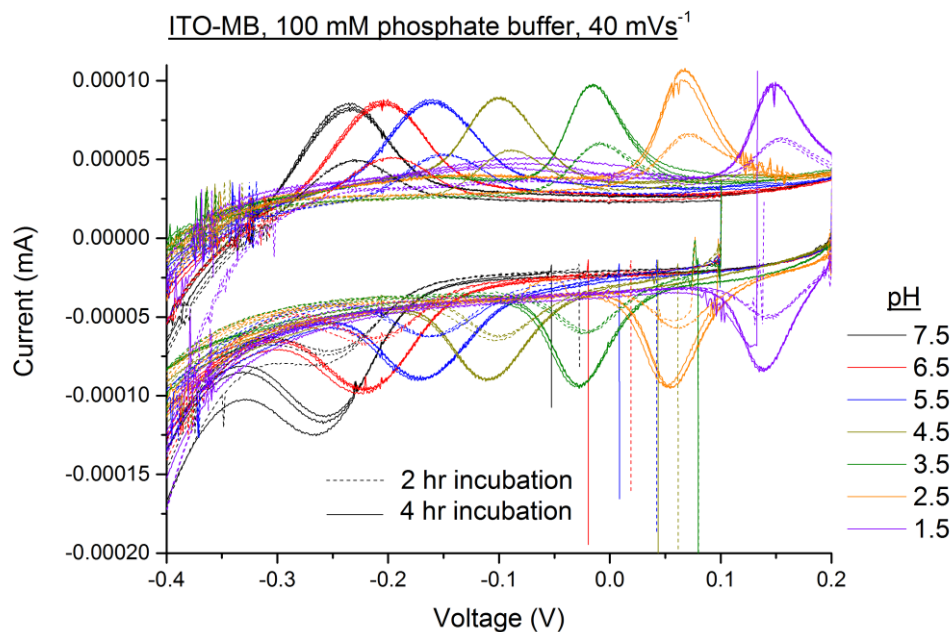 ITO-MB, 100 mM phosphate buffer, 40 mVs⁻¹
0.00010
0.00005
0.00000
-0.00005
-0.00010
-0.00015
-0.00020
Current (mA)
2 hr incubation
4 hr incubation
-0.4 -0.3 -0.2 -0.1 0.0 0.1 0.2
Voltage (V)
pH
7.5
6.5
5.5
4.5
3.5
2.5
1.5